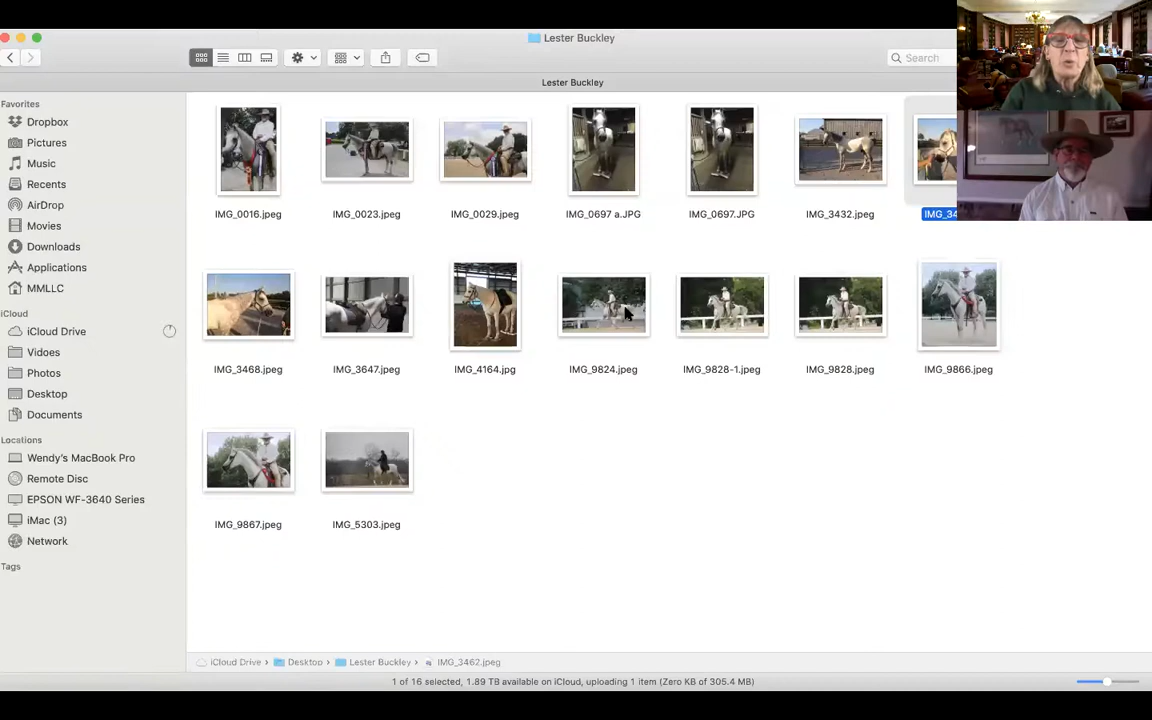 Lester Buckley
Search
Lester Buckley
Favorites
Dropbox
Pictures
Music
Recents
AirDrop
Movies
Downloads
Applications
MMLLC
iCloud
iCloud Drive
Vidoes
Photos
Desktop
Documents
Locations
Wendy's MacBook Pro
Remote Disc
EPSON WF-3640 Series
iMac (3)
Network
Tags
IMG_0016.jpeg
IMG_0023.jpeg
IMG_0029.jpeg
IMG_0697 a.JPG
IMG_0697.JPG
IMG_3432.jpeg
IMG_34
IMG_3468.jpeg
IMG_3647.jpeg
IMG_4164.jpg
IMG_9824.jpeg
IMG_9828-1.jpeg
IMG_9828.jpeg
IMG_9866.jpeg
IMG_9867.jpeg
IMG_5303.jpeg
iCloud Drive › Desktop › Lester Buckley › IMG_3462.jpeg
1 of 16 selected, 1.89 TB available on iCloud, uploading 1 item (Zero KB of 305.4 MB)